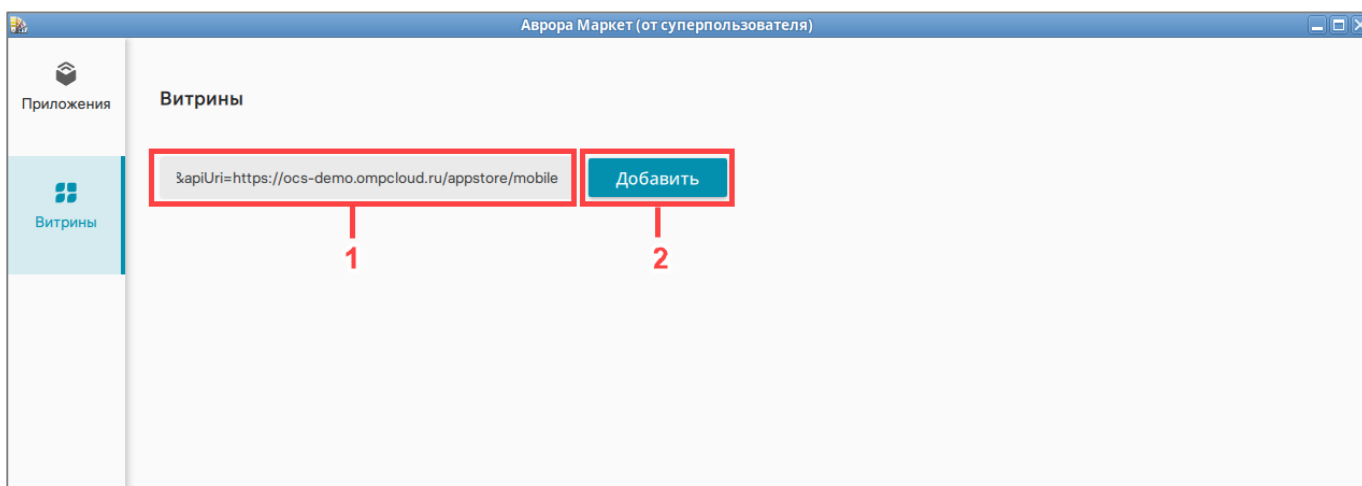 Аврора Маркет (от суперпользователя)
Приложения
Витрины
Витрины
&apiUri=https://ocs-demo.ompcloud.ru/appstore/mobile
Добавить
1
2